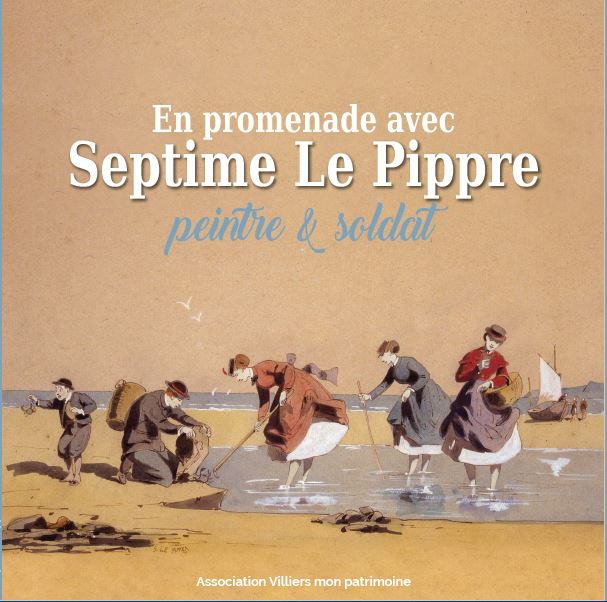 En promenade avec
Septime Le Pippre
peintre & soldat
Association Villiers mon patrimoine